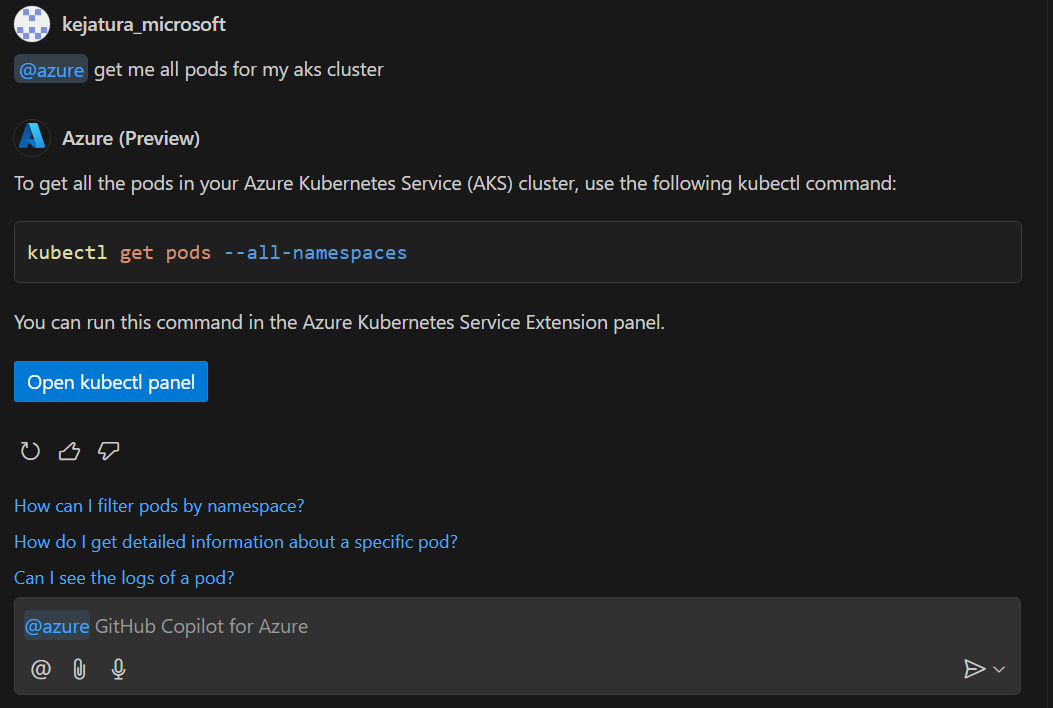 kejatura_microsoft
@azure get me all pods for my aks cluster
Azure (Preview)
To get all the pods in your Azure Kubernetes Service (AKS) cluster, use the following kubectl command:
kubectl get pods --all-namespaces
You can run this command in the Azure Kubernetes Service Extension panel.
Open kubectl panel
How can I filter pods by namespace?
How do I get detailed information about a specific pod?
Can I see the logs of a pod?
@azure GitHub Copilot for Azure
@